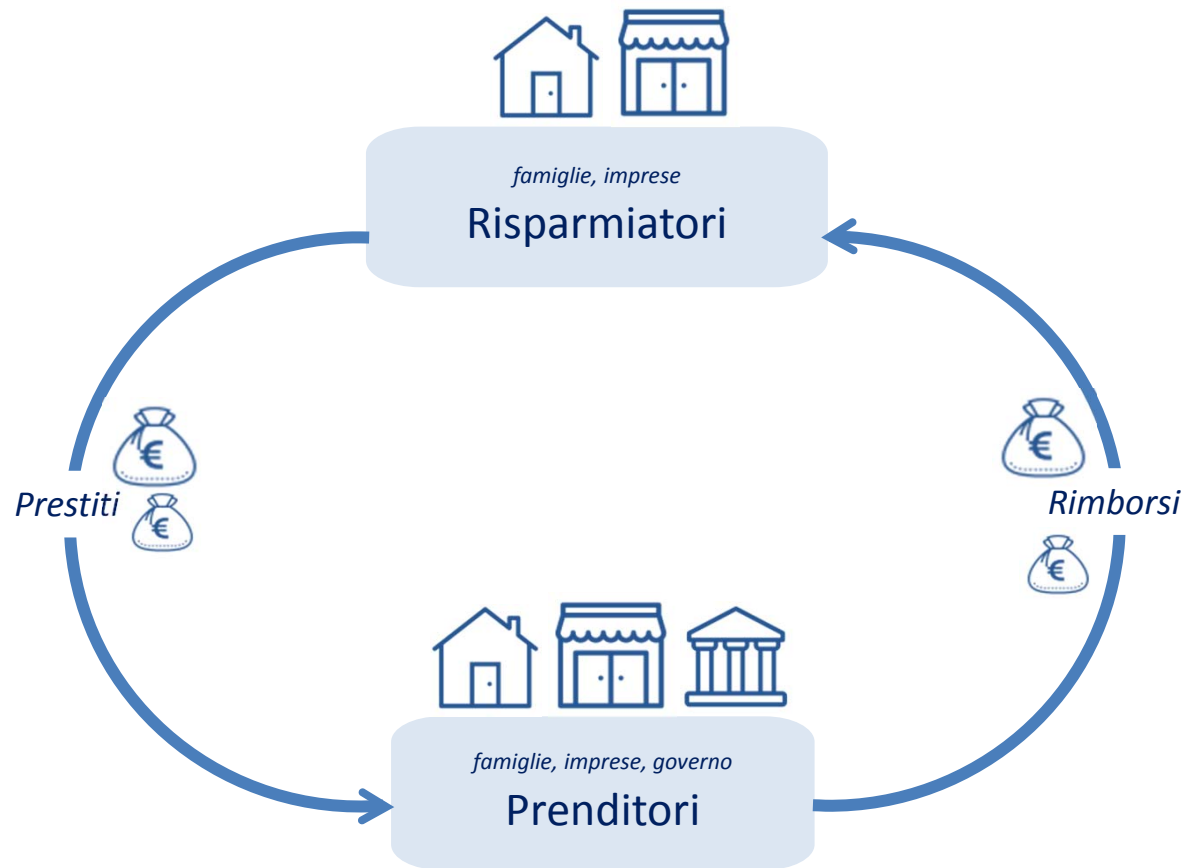 famiglie, imprese
Risparmiatori
€
€
Prestiti
€
€
Rimborsi
famiglie, imprese, governo
Prenditori